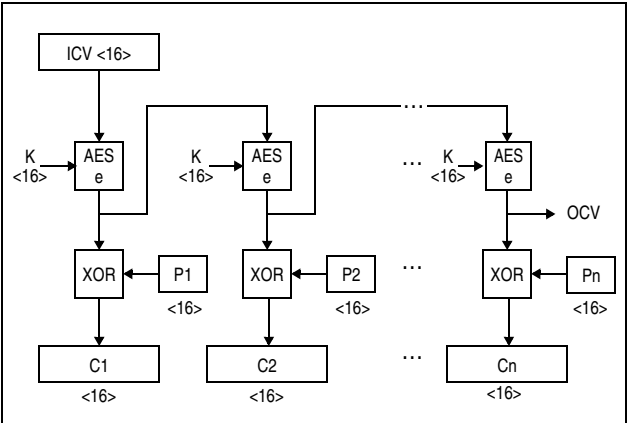 ICV <16>
...
K
<16>
AES
e
K
<16>
AES
e
...
K
<16>
AES
e
OCV
XOR
P1
<16>
XOR
P2
<16>
...
XOR
Pn
<16>
C1
<16>
C2
<16>
...
Cn
<16>